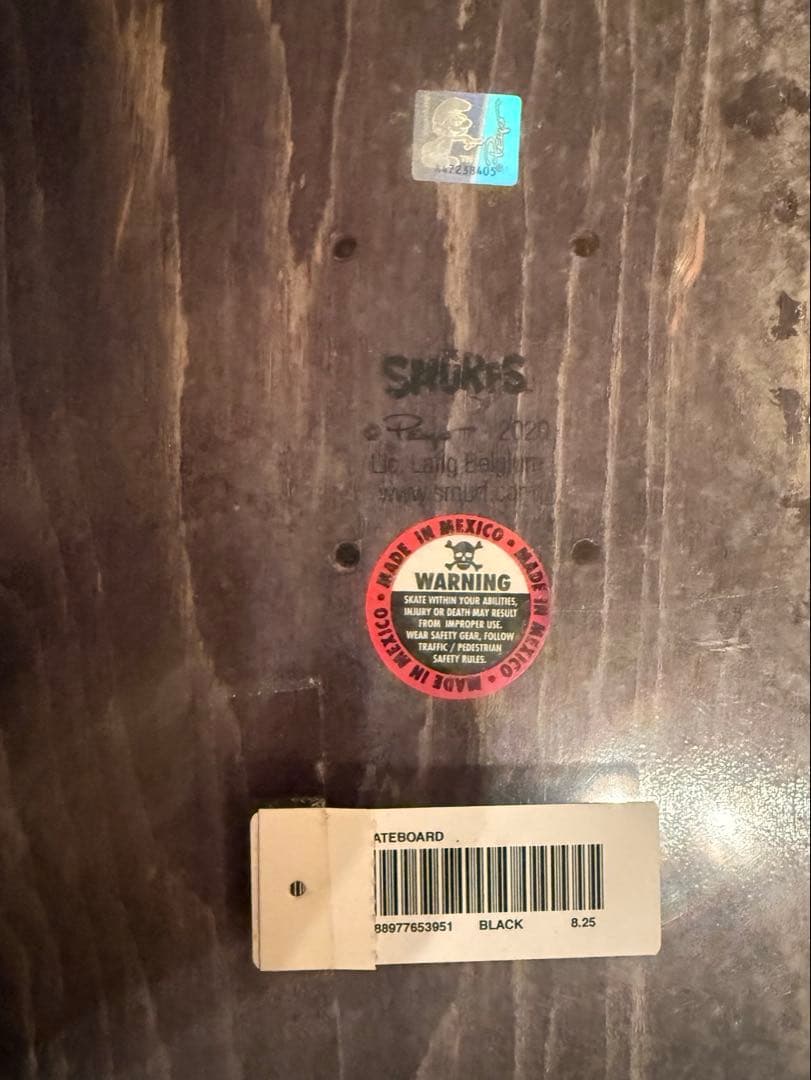 Peyo
A47238405
SMURFS
© Peyo - 2020
Lic. Lafig Belgium
www.smurf.com
MADE IN MEXICO • MADE IN MEXICO • MADE IN MEXICO •
WARNING
SKATE WITHIN YOUR ABILITIES,
INJURY OR DEATH MAY RESULT
FROM IMPROPER USE.
WEAR SAFETY GEAR, FOLLOW
TRAFFIC / PEDESTRIAN
SAFETY RULES.
ATEBOARD
88977653951 BLACK 8.25